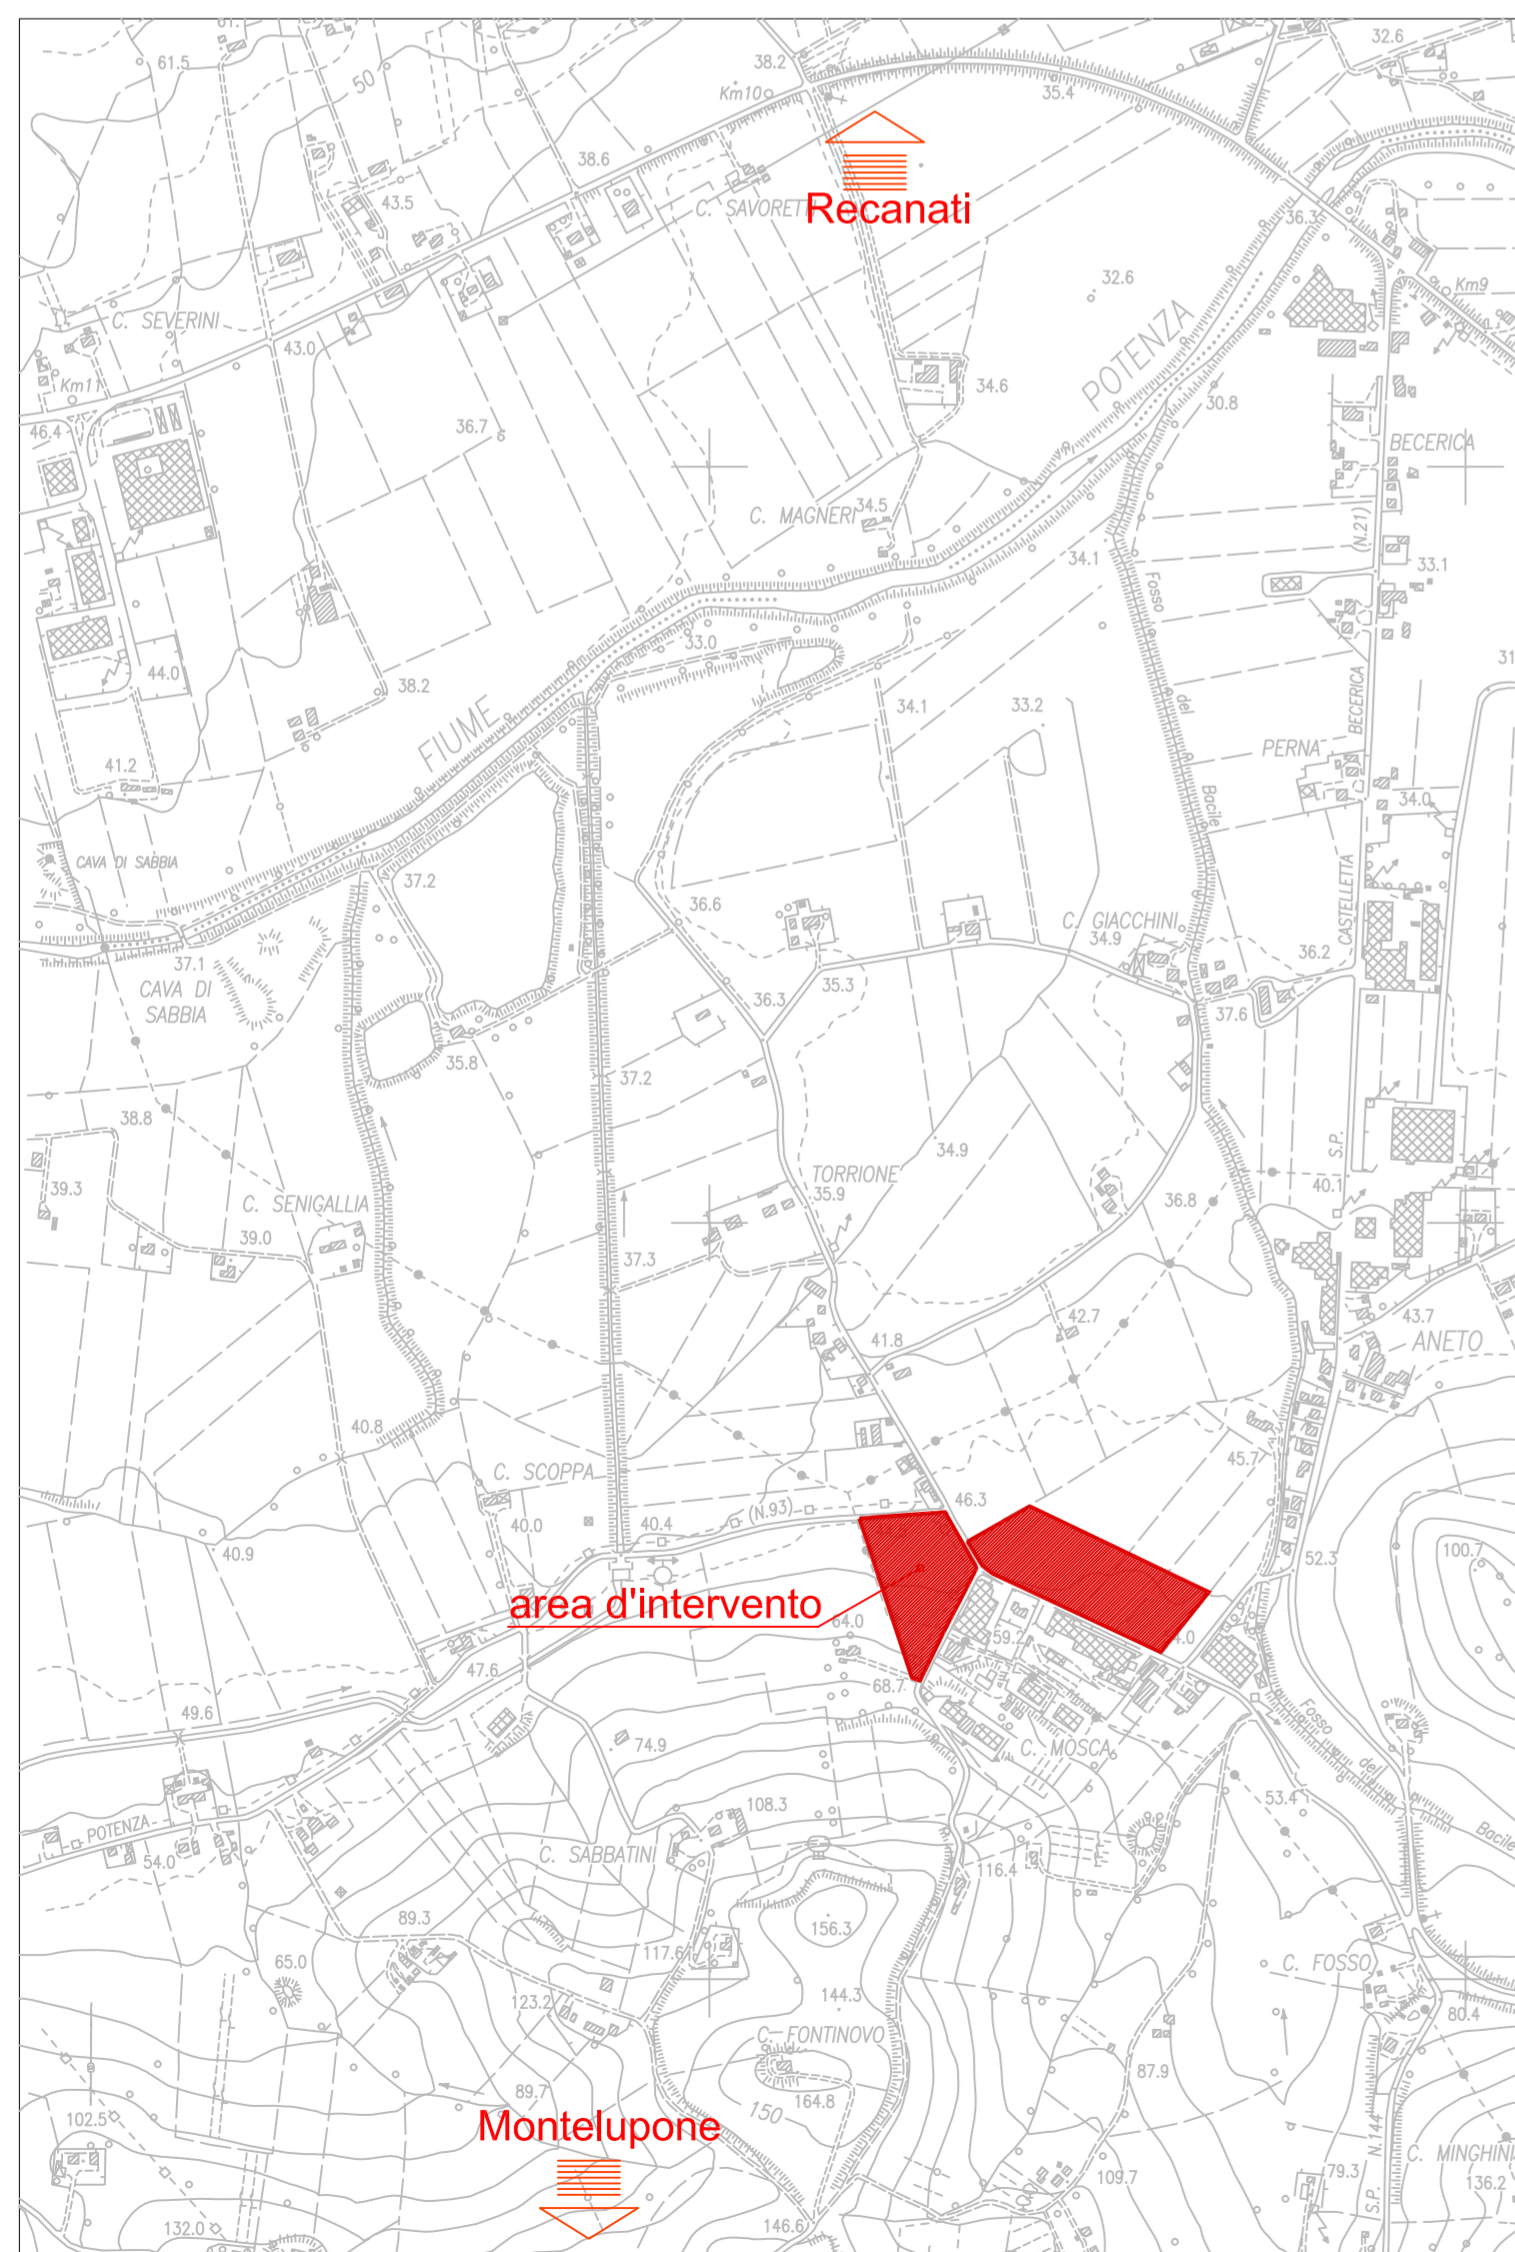 61.5
50
38.2
Km10
35.4
32.6
38.6
43.5
C. SAVORETTI
Recanati
36.3
32.6
Km9
C. SEVERINI
43.0
Km11
46.4
36.7
34.6
POTENZA
30.8
BECERICA
C. MAGNERI
34.5
34.1
(N.21)
33.1
Fosso
del
Bacile
44.0
38.2
33.0
FIUME
34.1
33.2
31
BECERICA
PERNA
34.0
41.2
CAVA DI SABBIA
37.2
36.6
C. GIACCHINI
34.9
CASTELLETTA
36.2
37.1
CAVA DI
SABBIA
36.3
35.3
37.6
35.8
37.2
38.8
34.9
S.P.
39.3
C. SENIGALLIA
TORRIONE
35.9
36.8
40.1
39.0
37.3
42.7
43.7
41.8
ANETO
40.8
C. SCOPPA
45.7
40.0
40.4
(N.93)
46.3
44.5
40.9
52.3
100.7
area d'intervento
64.0
59.2
54.0
47.6
68.7
49.6
74.9
C. MOSCA
Fosso
del
Bacile
53.4
108.3
POTENZA
54.0
C. SABBATINI
116.4
89.3
156.3
117.6
65.0
C. FOSSO
123.2
144.3
80.4
C. FONTINOVO
89.7
164.8
87.9
150
102.5
Montelupone
N.144
C. MINGHINI
109.7
79.3
136.2
S.P.
132.0
146.6